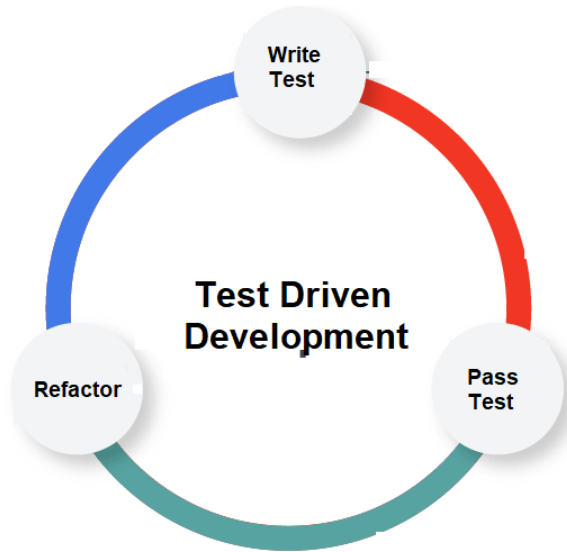 Write
Test
Test Driven
Development
Refactor
Pass
Test